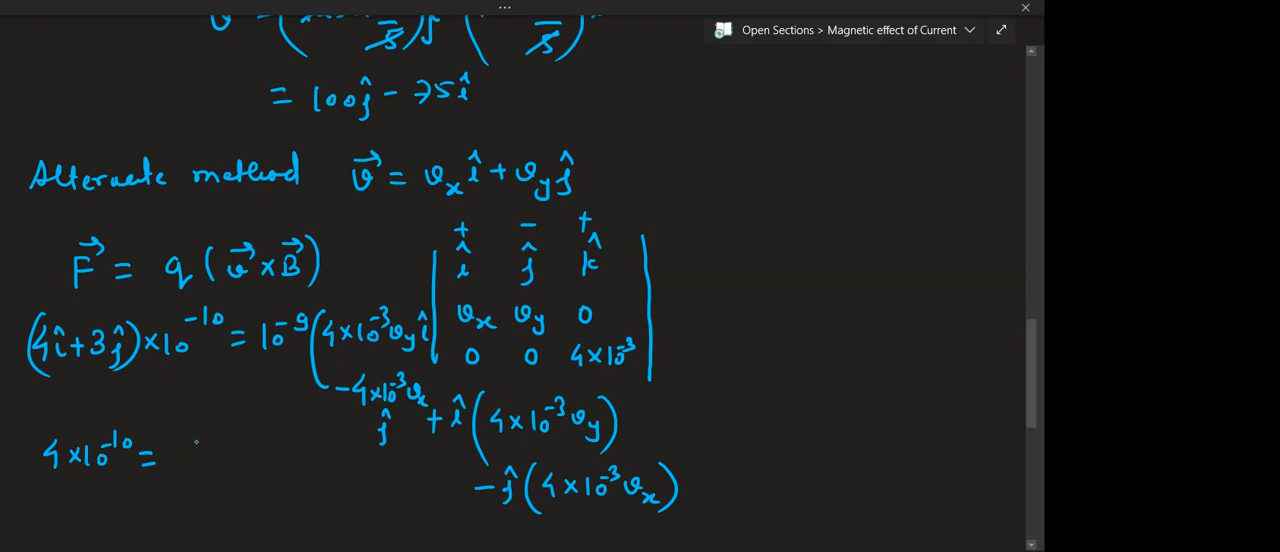 Open Sections > Magnetic effect of Current
= 100ĵ - 75î
Alternate method v⃗ = vₓî + v_yĵ
+ - +
F⃗ = q (v⃗ × B⃗) | î ĵ k̂ |
(4î + 3ĵ) × 10⁻¹⁰ = 10⁻⁹ (4×10⁻³v_yî | vₓ v_y 0 |
| 0 0 4×10⁻³ |
-4×10⁻³vₓ
ĵ + î (4×10⁻³v_y)
4×10⁻¹⁰ =
- ĵ (4×10⁻³vₓ)